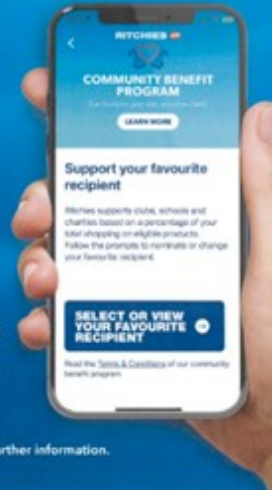 RITCHIES
COMMUNITY BENEFIT
PROGRAM
LEARN MORE
Support your favourite
recipient
Ritchies supports clubs, schools and
charities based on a percentage of your
total shopping on eligible products.
Follow the prompts to nominate or change
your favourite recipient.
SELECT OR VIEW
YOUR FAVOURITE
RECIPIENT
Read the Terms & Conditions of our community
benefit program
rther information.